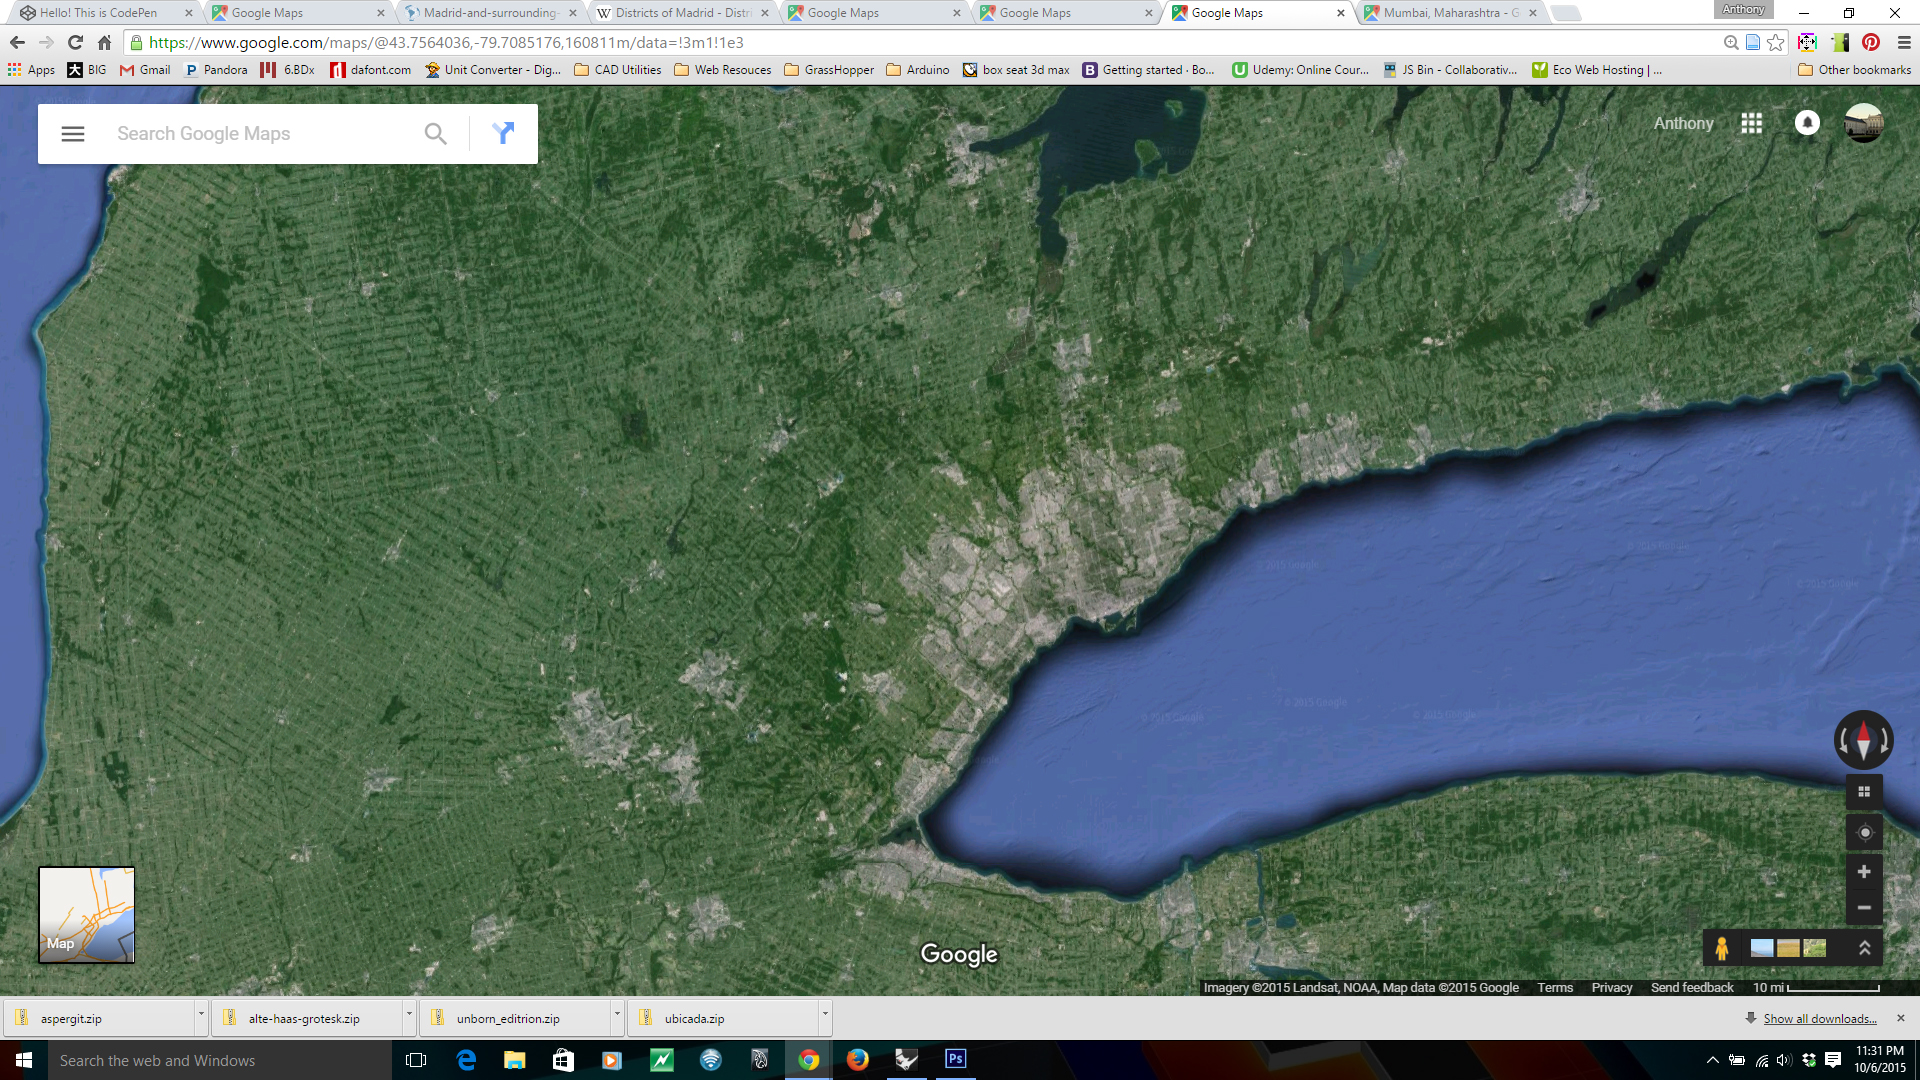 Hello! This is CodePen
Google Maps
Madrid-and-surrounding-
Districts of Madrid - Distri
Google Maps
Google Maps
Google Maps
Mumbai, Maharashtra - G
Anthony
https://www.google.com/maps/@43.7564036,-79.7085176,160811m/data=!3m1!1e3
Apps
BIG
Gmail
Pandora
6.BDx
dafont.com
Unit Converter - Dig...
CAD Utilities
Web Resouces
GrassHopper
Arduino
box seat 3d max
Getting started · Bo...
Udemy: Online Cour...
JS Bin - Collaborativ...
Eco Web Hosting | ...
Other bookmarks
Search Google Maps
Anthony
Map
Google
Imagery ©2015 Landsat, NOAA, Map data ©2015 Google
Terms
Privacy
Send feedback
10 mi
aspergit.zip
alte-haas-grotesk.zip
unborn_editrion.zip
ubicada.zip
Show all downloads...
Search the web and Windows
Ps
11:31 PM
10/6/2015